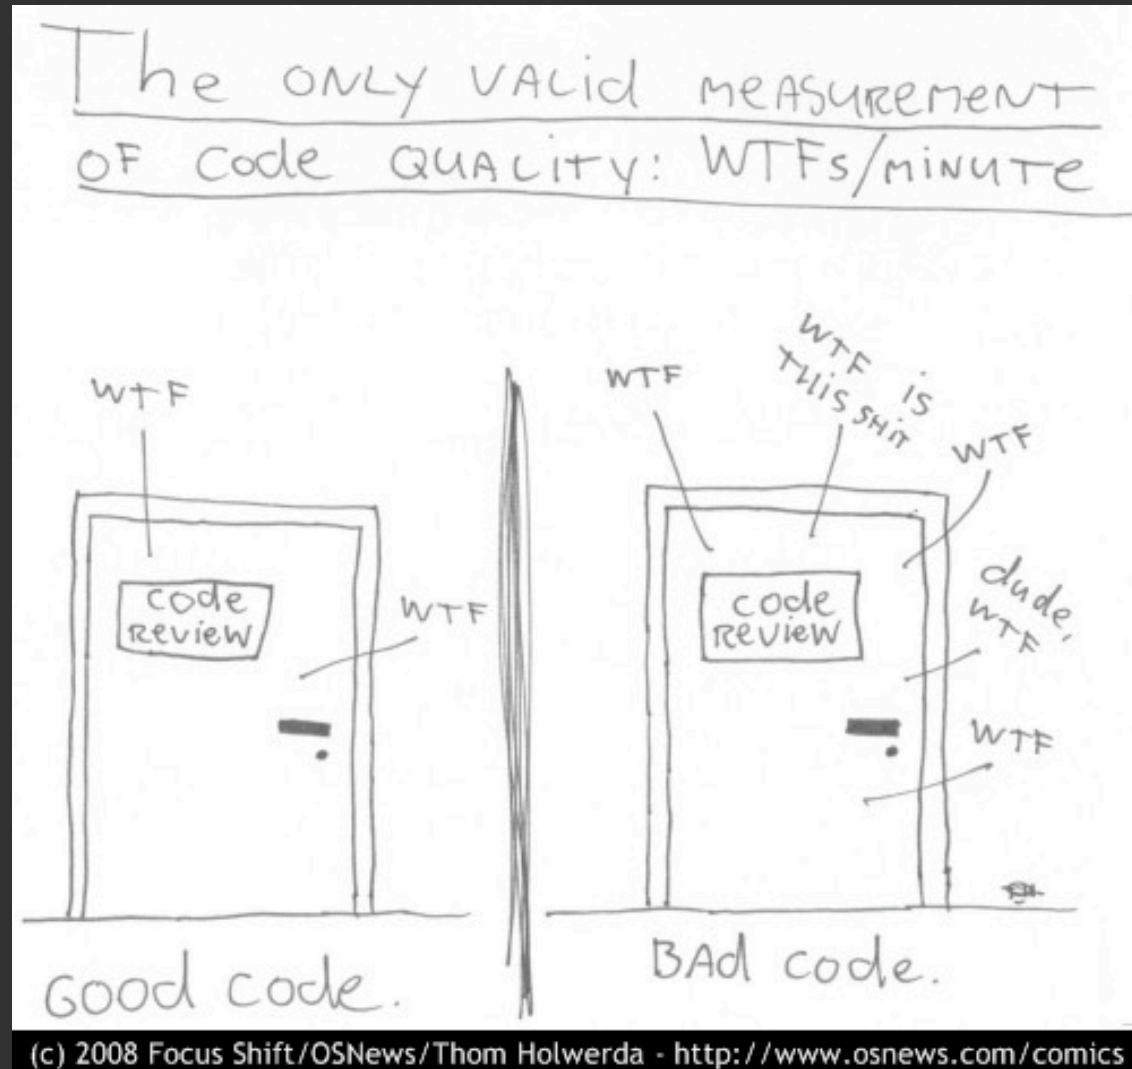 The ONLY VALid MEASUREMENT
OF Code QUALITY: WTFs/MINUTE
WTF
code
REVIEW
WTF
GOOD code.
WTF
WTF is
THIS SHIT
WTF
code
REVIEW
dude,
WTF
WTF
BAd code.
(c) 2008 Focus Shift/OSNews/Thom Holwerda - http://www.osnews.com/comics